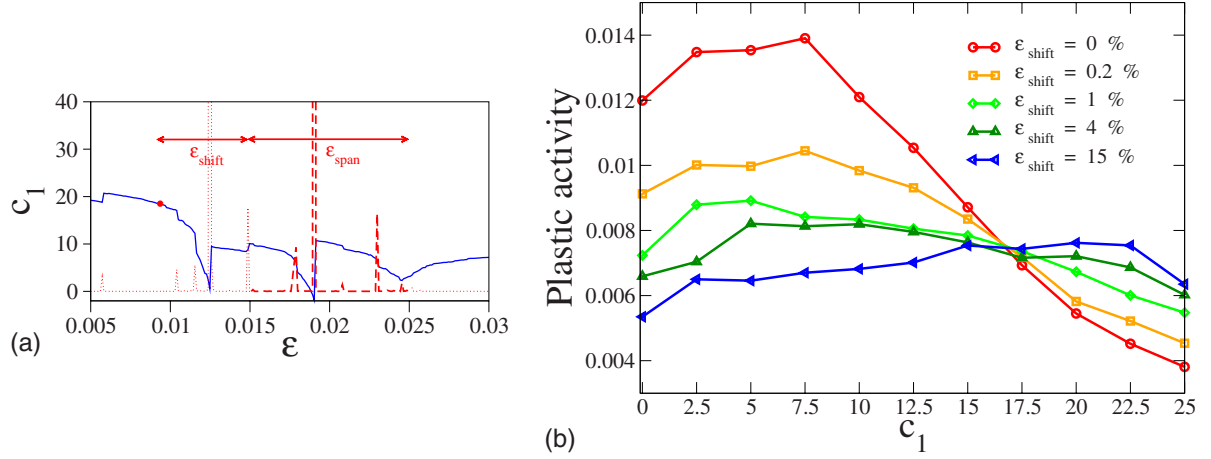 40
30
20
10
0
c1
εshift
εspan
0.005 0.01 0.015 0.02 0.025 0.03
ε
(a)
0.014
0.012
0.01
0.008
0.006
0.004
Plastic activity
εshift = 0 %
εshift = 0.2 %
εshift = 1 %
εshift = 4 %
εshift = 15 %
0 2.5 5 7.5 10 12.5 15 17.5 20 22.5 25
c1
(b)